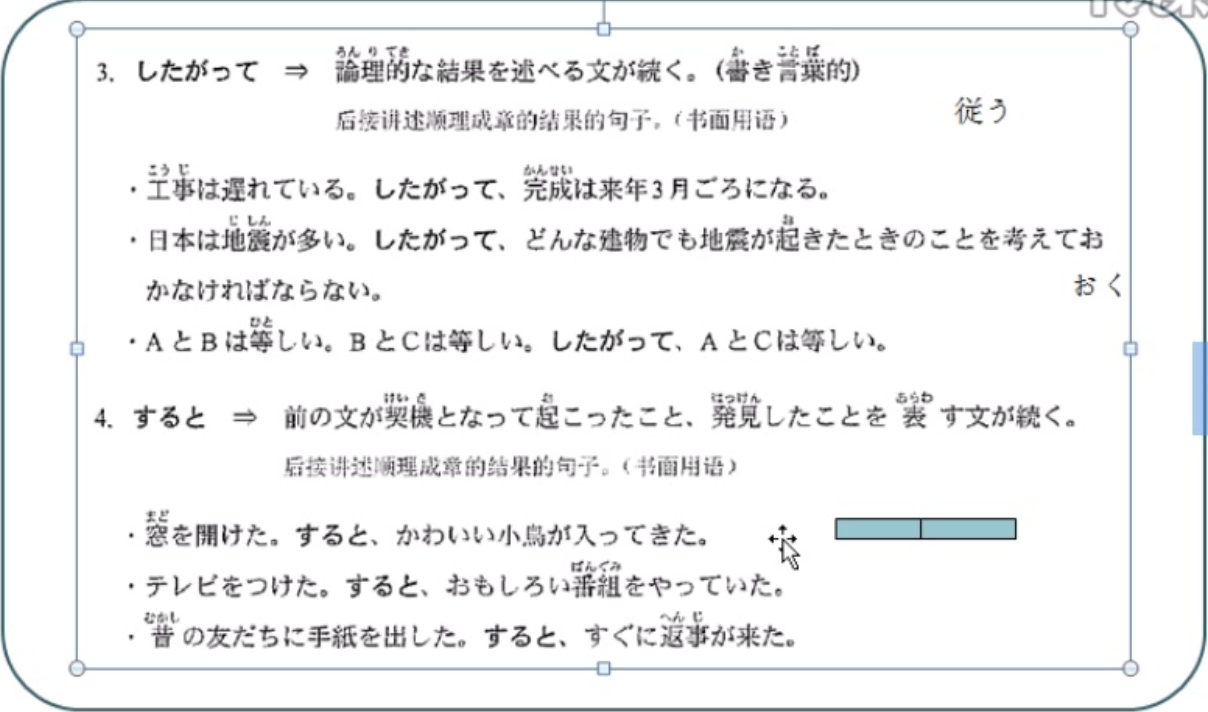 3. したがって ⇒ 論理的な結果を述べる文が続く。(書き言葉的)
后接讲述顺理成章的结果的句子。（书面用语）
従う
・工事は遅れている。したがって、完成は来年3月ごろになる。
・日本は地震が多い。したがって、どんな建物でも地震が起きたときのことを考えてお
かなければならない。
おく
・AとBは等しい。BとCは等しい。したがって、AとCは等しい。
4. すると ⇒ 前の文が契機となって起こったこと、発見したことを表す文が続く。
后接讲述顺理成章的结果的句子。（书面用语）
・窓を開けた。すると、かわいい小鳥が入ってきた。
・テレビをつけた。すると、おもしろい番組をやっていた。
・昔の友だちに手紙を出した。すると、すぐに返事が来た。